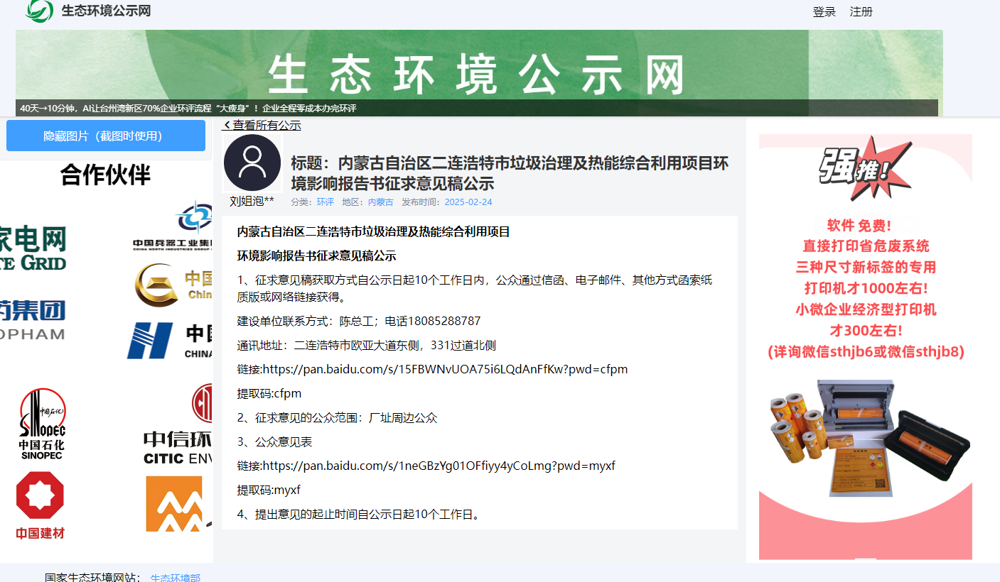 生态环境公示网
登录 注册
生态环境公示网
40天→10分钟，AI让台州湾新区70%企业环评流程“大瘦身”！企业全程零成本办完环评
隐藏图片（截图时使用）
合作伙伴
家电网
TE GRID
中国兵器工业集
CHINA NORTH INDUSTRIES GROUP
中国
Chin
药集团
OPHAM
中国
CHINA
中国石化
SINOPEC
中国石化
SINOPEC
中信环
CITIC ENV
中国建材
查看所有公示
刘姐泡**
标题：内蒙古自治区二连浩特市垃圾治理及热能综合利用项目环
境影响报告书征求意见稿公示
分类：环评 地区：内蒙古 发布时间：2025-02-24
内蒙古自治区二连浩特市垃圾治理及热能综合利用项目
环境影响报告书征求意见稿公示
1、征求意见稿获取方式自公示日起10个工作日内，公众通过信函、电子邮件、其他方式函索纸
质版或网络链接获得。
建设单位联系方式：陈总工；电话18085288787
通讯地址：二连浩特市欧亚大道东侧，331过道北侧
链接:https://pan.baidu.com/s/15FBWNvUOA75i6LQdAnFfKw?pwd=cfpm
提取码:cfpm
2、征求意见的公众范围：厂址周边公众
3、公众意见表
链接:https://pan.baidu.com/s/1neGBzYg01OFfiyy4yCoLmg?pwd=myxf
提取码:myxf
4、提出意见的起止时间自公示日起10个工作日。
强推！
软件 免费!
直接打印省危废系统
三种尺寸新标签的专用
打印机才1000左右!
小微企业经济型打印机
才300左右!
(详询微信sthjb6或微信sthjb8)
国家生态环境网站： 生态环境部